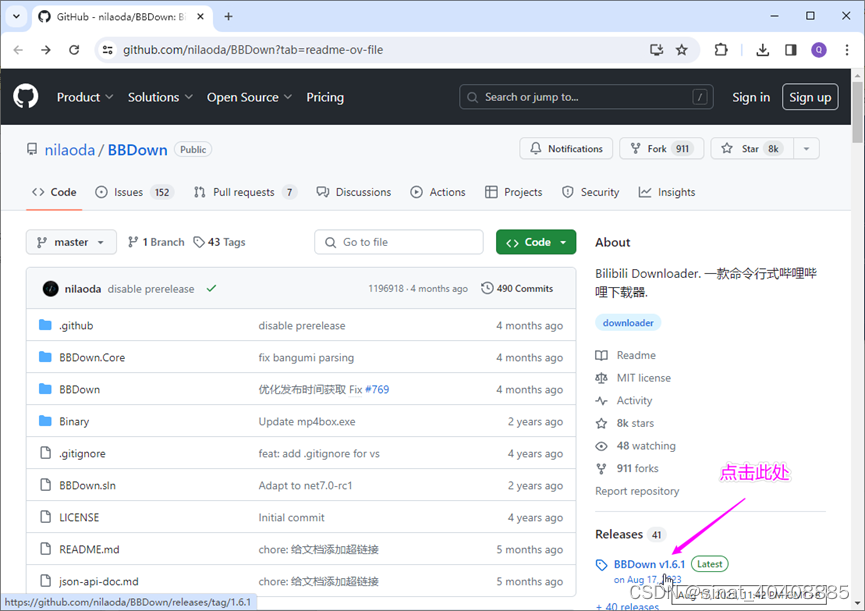 GitHub - nilaoda/BBDown: B
github.com/nilaoda/BBDown?tab=readme-ov-file
Q
Product Solutions Open Source Pricing
Search or jump to... /
Sign in Sign up
nilaoda / BBDown Public
Notifications Fork 911 Star 8k
Code Issues 152 Pull requests 7 Discussions Actions Projects Security Insights
master 1 Branch 43 Tags Go to file Code
nilaoda disable prerelease 1196918 · 4 months ago 490 Commits
.github disable prerelease 4 months ago
BBDown.Core fix bangumi parsing 4 months ago
BBDown 优化发布时间获取 Fix #769 4 months ago
Binary Update mp4box.exe 2 years ago
.gitignore feat: add .gitignore for vs 4 years ago
BBDown.sln Adapt to net7.0-rc1 2 years ago
LICENSE Initial commit 4 years ago
README.md chore: 给文档添加超链接 5 months ago
json-api-doc.md chore: 给文档添加超链接 5 months ago
About
Bilibili Downloader. 一款命令行式哔哩哔
哩下载器.
downloader
Readme
MIT license
Activity
8k stars
48 watching
911 forks
Report repository
点击此处
Releases 41
BBDown v1.6.1 Latest
on Aug 17, 2023
+ 40 releases
https://github.com/nilaoda/BBDown/releases/tag/1.6.1